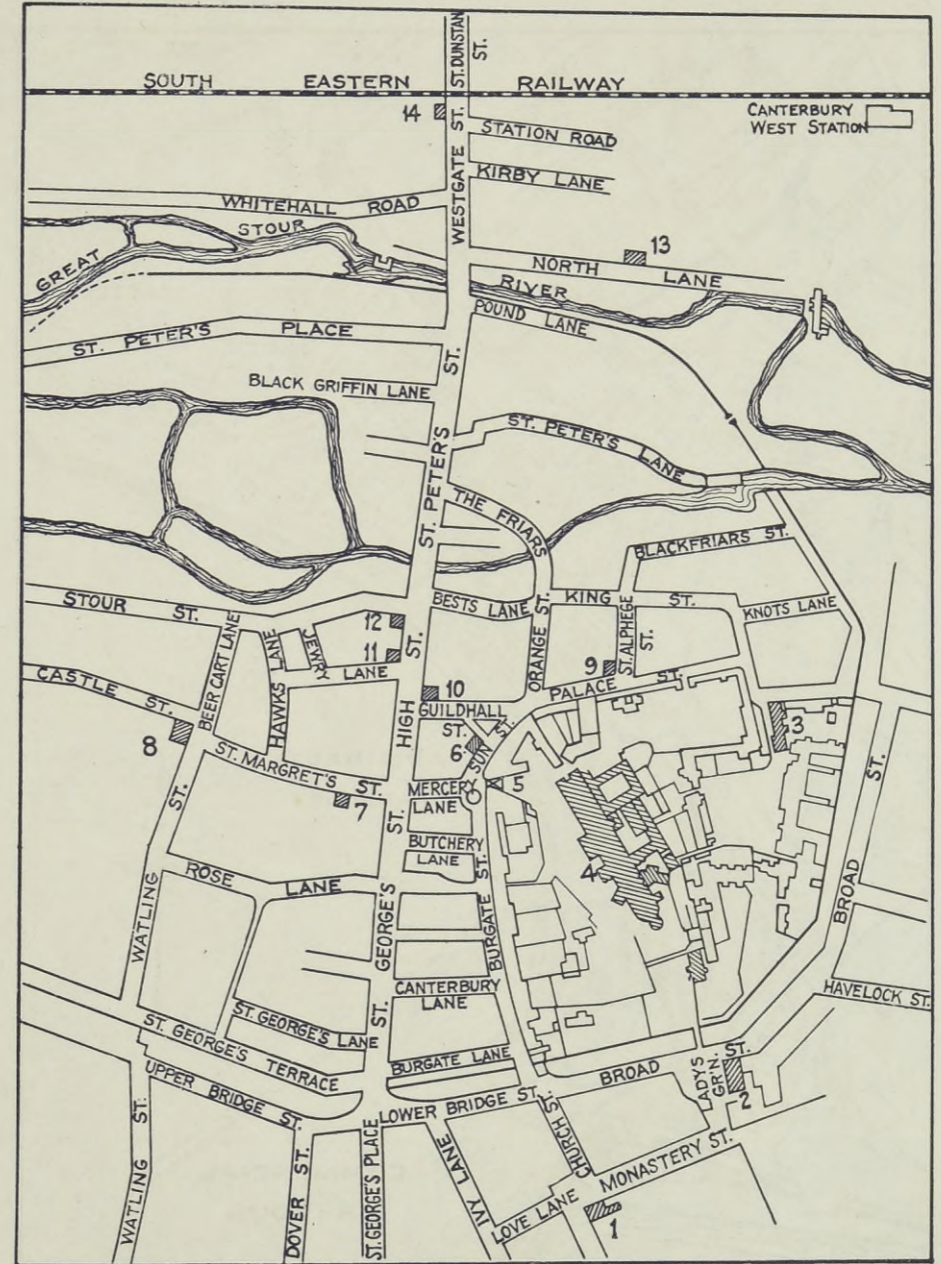 ST. DUNSTAN
ST.
SOUTH EASTERN RAILWAY
14
CANTERBURY
WEST STATION
STATION ROAD
KIRBY LANE
WESTGATE ST.
WHITEHALL ROAD
GREAT STOUR
13
NORTH LANE
RIVER
POUND LANE
ST. PETER'S PLACE
BLACK GRIFFIN LANE
ST. PETER'S ST.
ST. PETER'S LANE
THE FRIARS
BLACKFRIARS ST.
STOUR ST.
BESTS LANE
KING ST.
KNOTS LANE
12
11
BEER CART LANE
HAWKS LANE
JEWRY LANE
ORANGE ST.
ST. ALPHEGE
ST.
9
PALACE ST.
CASTLE ST.
10
GUILDHALL
ST.
HIGH ST.
8
6
SUN ST.
3
ST. MARGRET'S ST.
5
MERCERY
LANE
7
BUTCHERY
LANE
4
ROSE LANE
WATLING ST.
ST. GEORGE'S ST.
BURGATE ST.
BROAD ST.
CANTERBURY
LANE
HAVELOCK ST.
ST. GEORGE'S LANE
ST. GEORGE'S TERRACE
BURGATE LANE
BROAD ST.
LADYS
GR'N.
2
UPPER BRIDGE ST.
LOWER BRIDGE ST.
CHURCH ST.
MONASTERY ST.
WATLING ST.
DOVER ST.
ST. GEORGE'S PLACE
IVY LANE
LOVE LANE
1